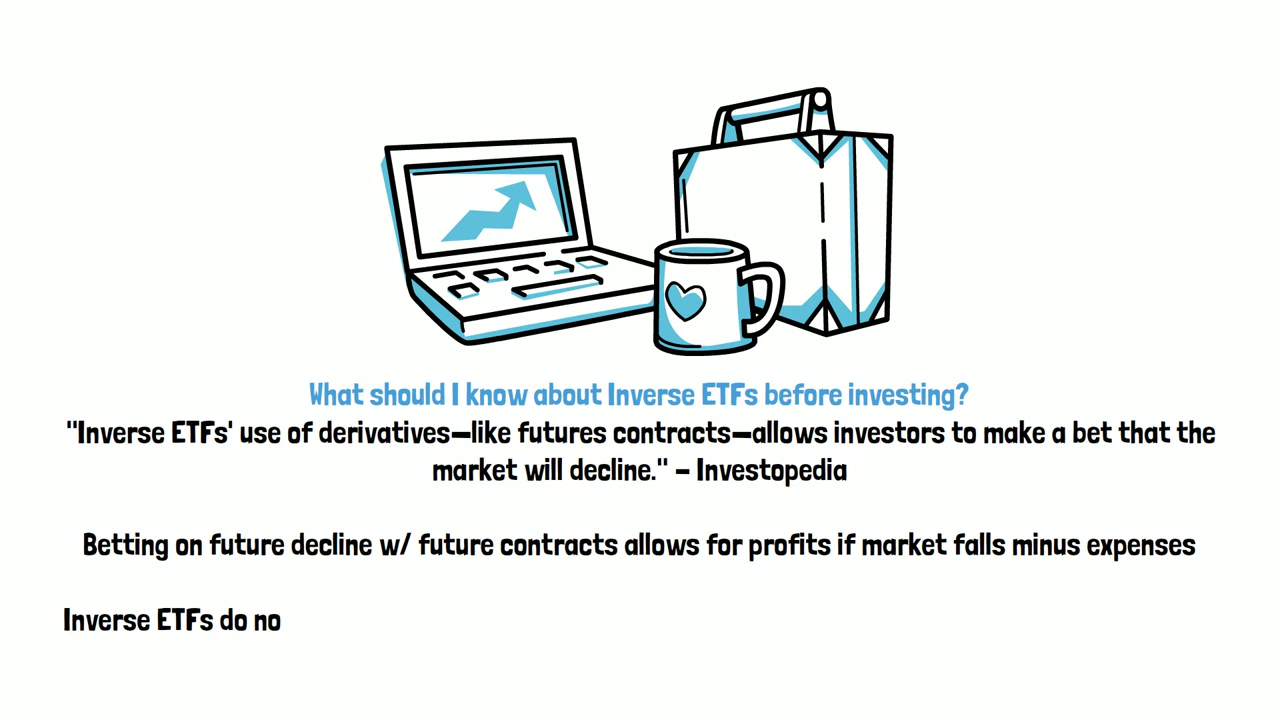 What should I know about Inverse ETFs before investing?
"Inverse ETFs' use of derivatives—like futures contracts—allows investors to make a bet that the
market will decline." - Investopedia
Betting on future decline w/ future contracts allows for profits if market falls minus expenses
Inverse ETFs do no